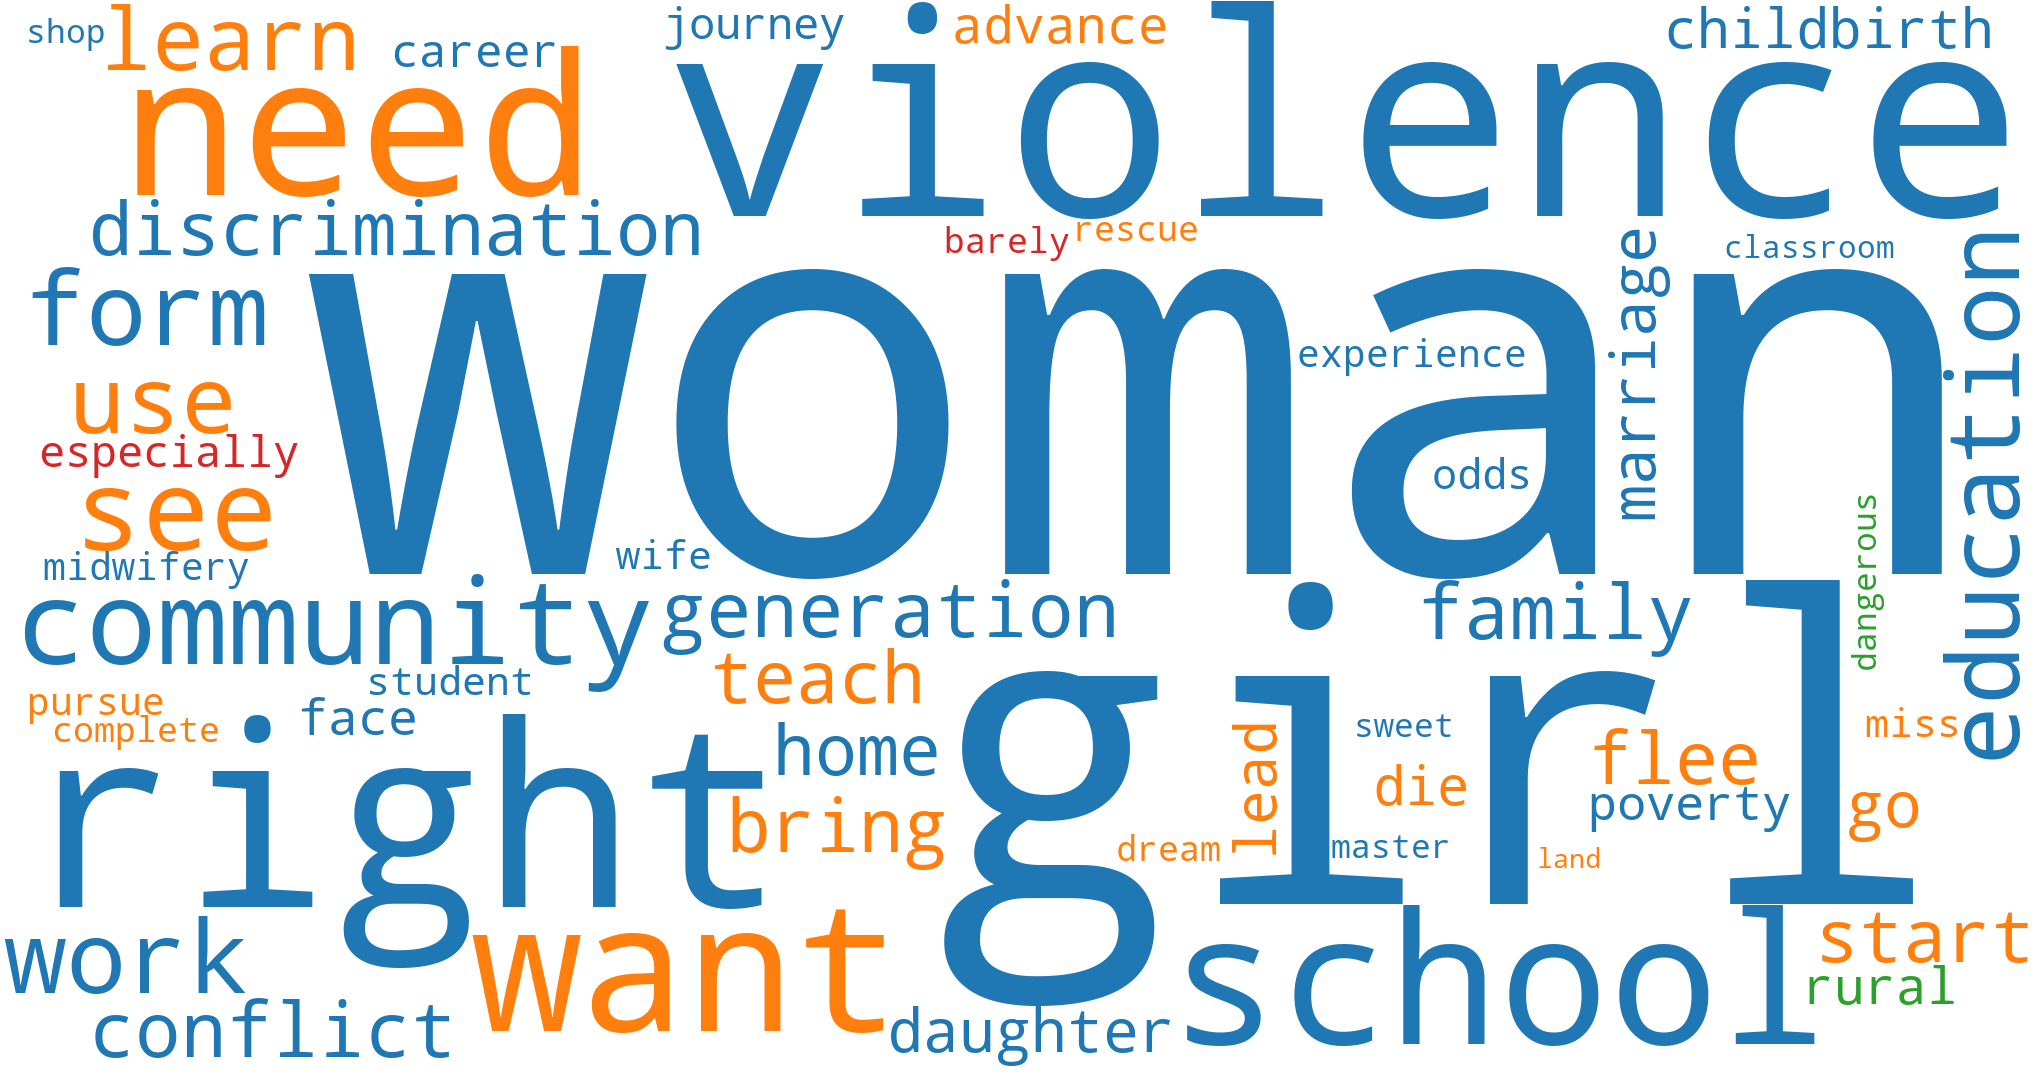 shop
learn
career
journey
advance
childbirth
need
violence
discrimination
barely
rescue
classroom
form
woman
marriage
education
experience
use
especially
see
odds
dangerous
midwifery
wife
community
generation
family
student
teach
pursue
complete
face
right
home
girl
lead
sweet
flee
miss
die
poverty
go
bring
dream
master
land
work
want
school
start
rural
conflict
daughter